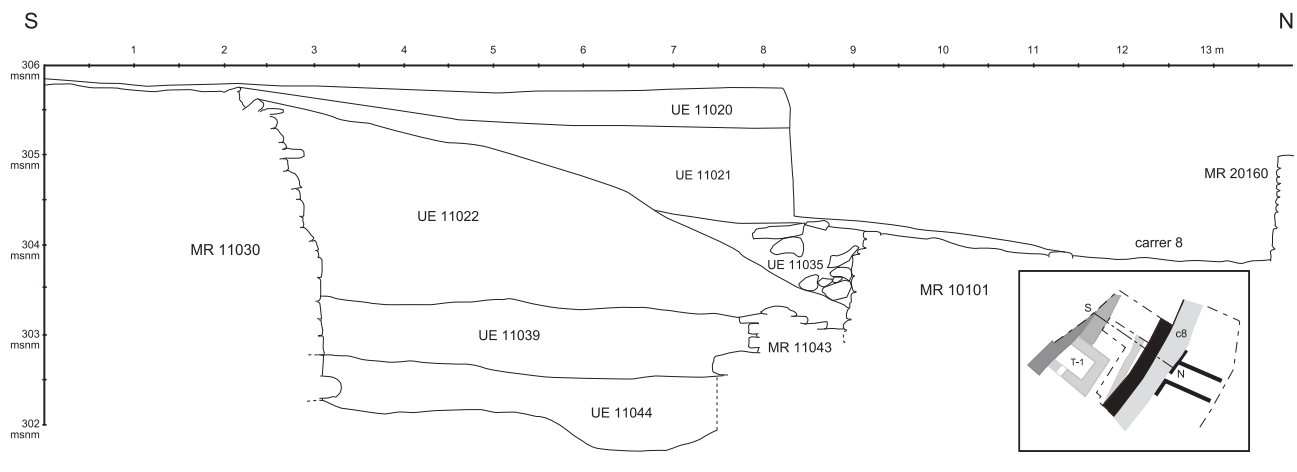 S
N
1 2 3 4 5 6 7 8 9 10 11 12 13 m
306
msnm
UE 11020
305
msnm
UE 11021
MR 20160
UE 11022
304
msnm
MR 11030
carrer 8
UE 11035
MR 10101
303
msnm
UE 11039
MR 11043
302
msnm
UE 11044
S
c8
T-1
N